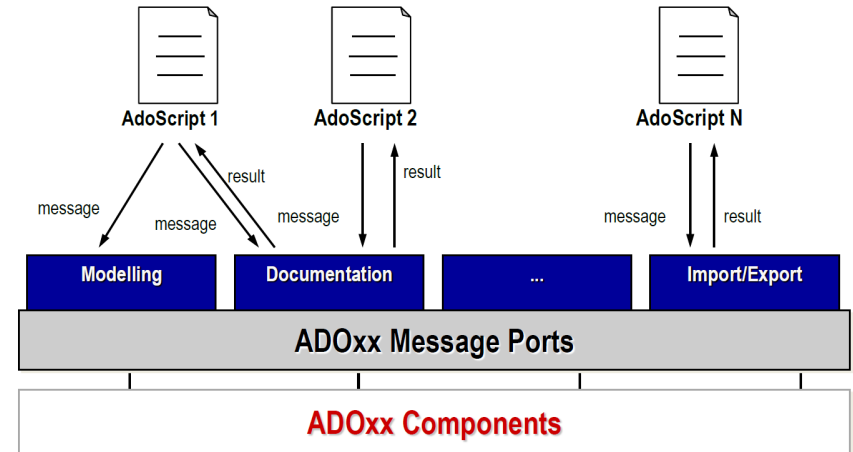 AdoScript 1
AdoScript 2
AdoScript N
message
message
result
message
result
message
result
Modelling
Documentation
...
Import/Export
ADOxx Message Ports
ADOxx Components